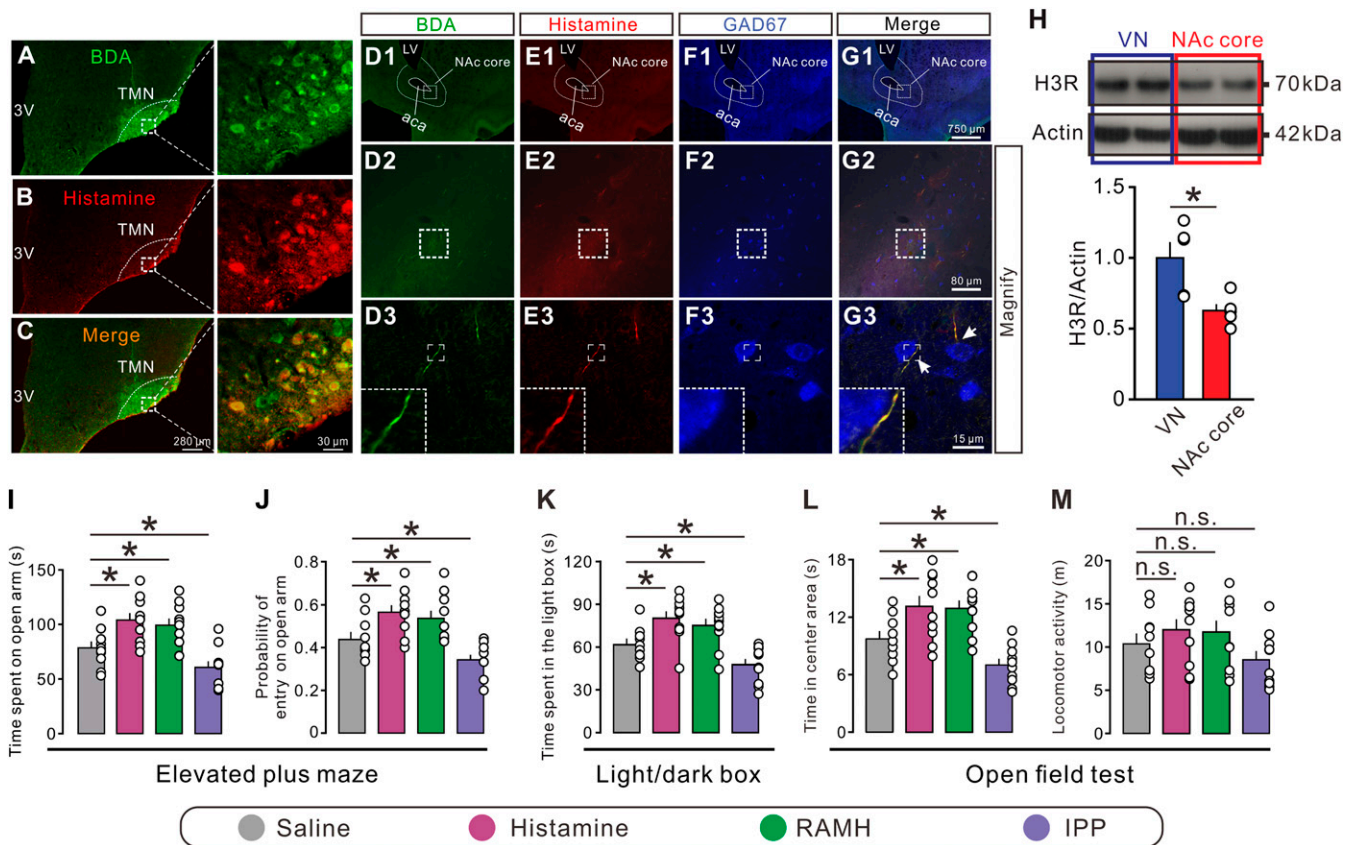 A
BDA
TMN
3V
B
Histamine
TMN
3V
C
Merge
TMN
3V
280 μm
30 μm
BDA
Histamine
GAD67
Merge
D1
LV
NAc core
aca
E1
LV
NAc core
aca
F1
LV
NAc core
aca
G1
LV
NAc core
aca
750 μm
D2
E2
F2
G2
80 μm
D3
E3
F3
G3
15 μm
Magnify
H
VN
NAc core
H3R
70kDa
Actin
42kDa
H3R/Actin
1.5
1.0
0.5
0
*
VN
NAc core
I
Time spent on open arm (s)
150
100
50
0
*
*
*
J
Probability of
entry on open arm
0.8
0.6
0.4
0.2
0
*
*
*
Elevated plus maze
K
Time spent in the light box (s)
120
90
60
30
0
*
*
*
Light/dark box
L
Time in center area (s)
18
12
6
0
*
*
*
M
Locomotor activity (m)
20
15
10
5
0
n.s.
n.s.
n.s.
Open field test
Saline
Histamine
RAMH
IPP